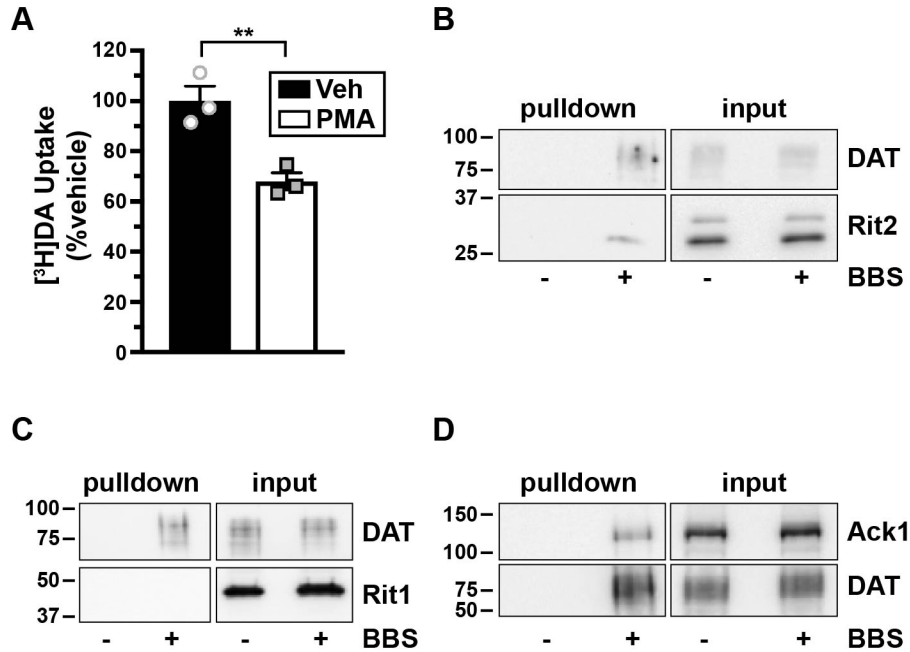 A
**
120
100
80
60
40
20
0
[³H]DA Uptake
(%vehicle)
Veh
PMA
B
pulldown input
100
75
DAT
37
25
Rit2
- + - + BBS
C
pulldown input
100
75
DAT
50
37
Rit1
- + - + BBS
D
pulldown input
150
100
Ack1
75
50
DAT
- + - + BBS